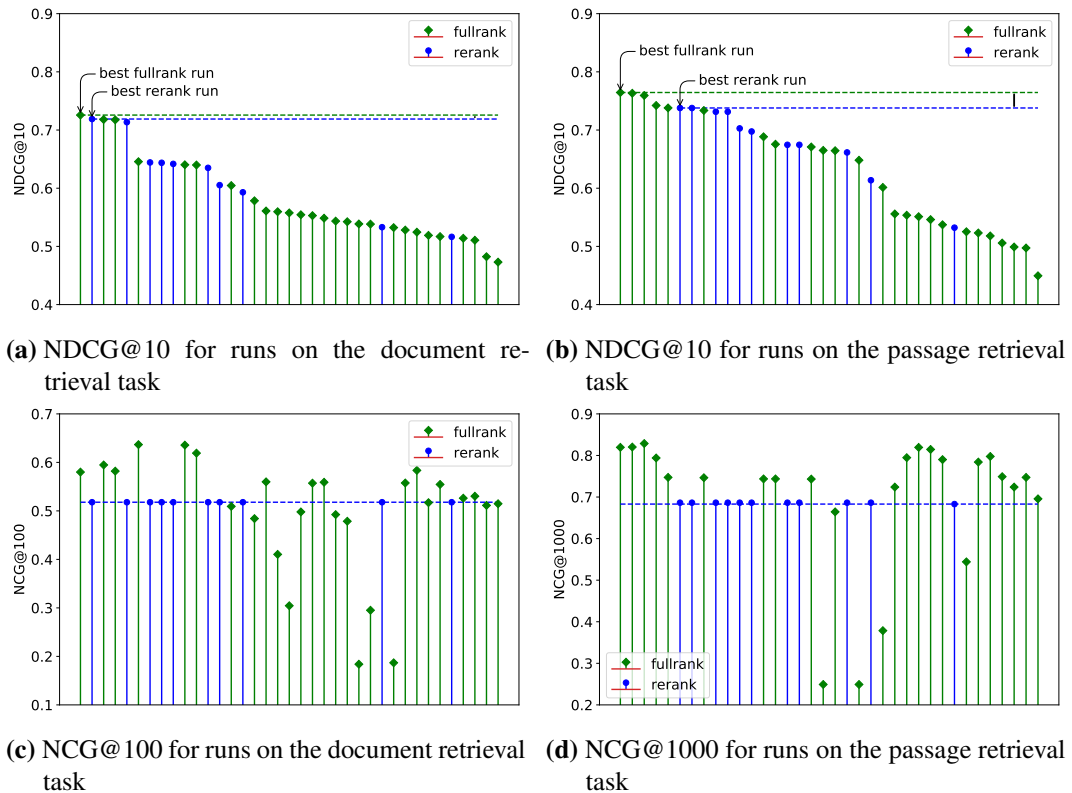 0.9
0.8
0.7
0.6
0.5
0.4
NDCG@10
fullrank
rerank
best fullrank run
best rerank run
0.9
0.8
0.7
0.6
0.5
0.4
NDCG@10
fullrank
rerank
best fullrank run
best rerank run
(a) NDCG@10 for runs on the document re-
trieval task
(b) NDCG@10 for runs on the passage retrieval
task
0.7
0.6
0.5
0.4
0.3
0.2
0.1
NCG@100
fullrank
rerank
0.9
0.8
0.7
0.6
0.5
0.4
0.3
0.2
NCG@1000
fullrank
rerank
(c) NCG@100 for runs on the document retrieval
task
(d) NCG@1000 for runs on the passage retrieval
task